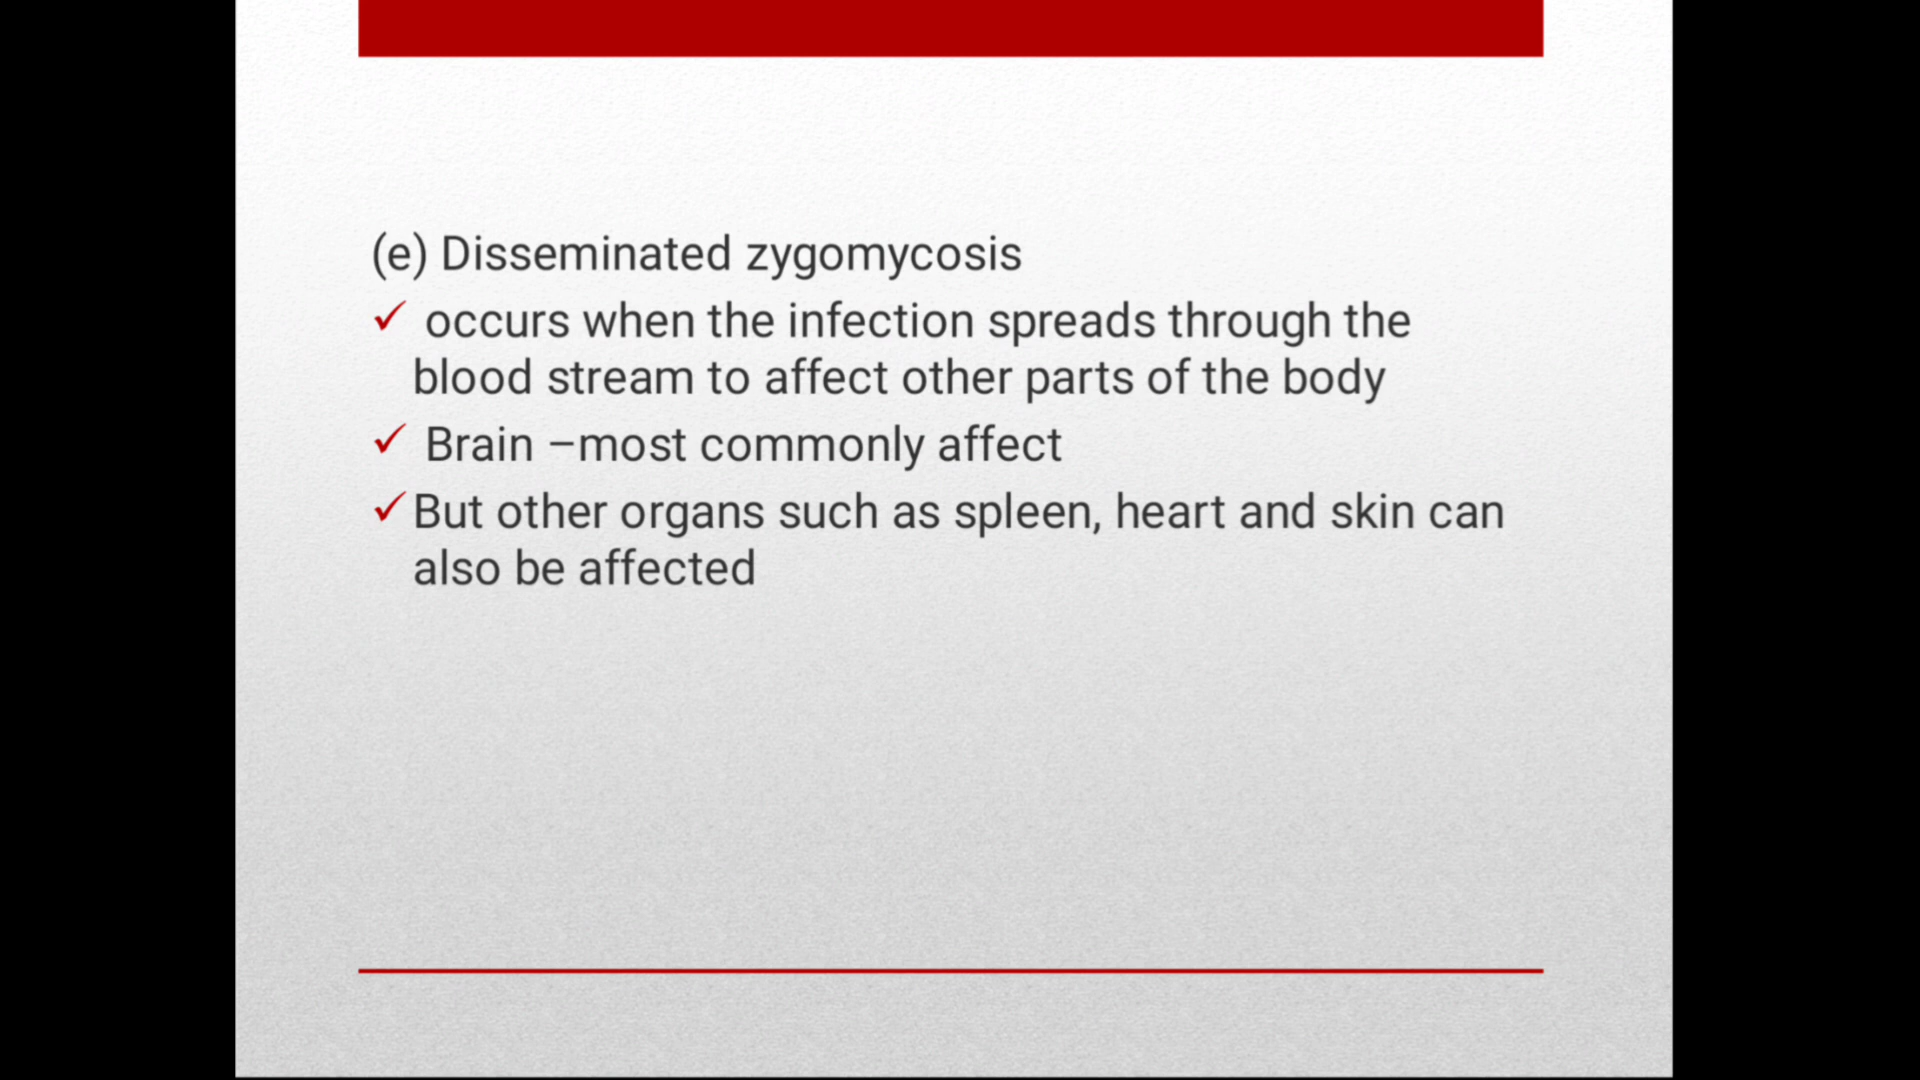 (e) Disseminated zygomycosis
✓ occurs when the infection spreads through the
blood stream to affect other parts of the body
✓ Brain –most commonly affect
✓ But other organs such as spleen, heart and skin can
also be affected